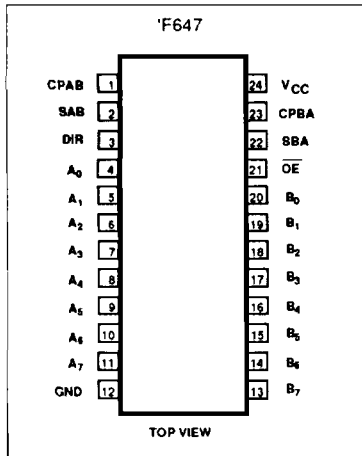 'F647
CPAB 1 24 VCC
SAB 2 23 CPBA
DIR 3 22 SBA
A0 4 21 OE
A1 5 20 B0
A2 6 19 B1
A3 7 18 B2
A4 8 17 B3
A5 9 16 B4
A6 10 15 B5
A7 11 14 B6
GND 12 13 B7
TOP VIEW